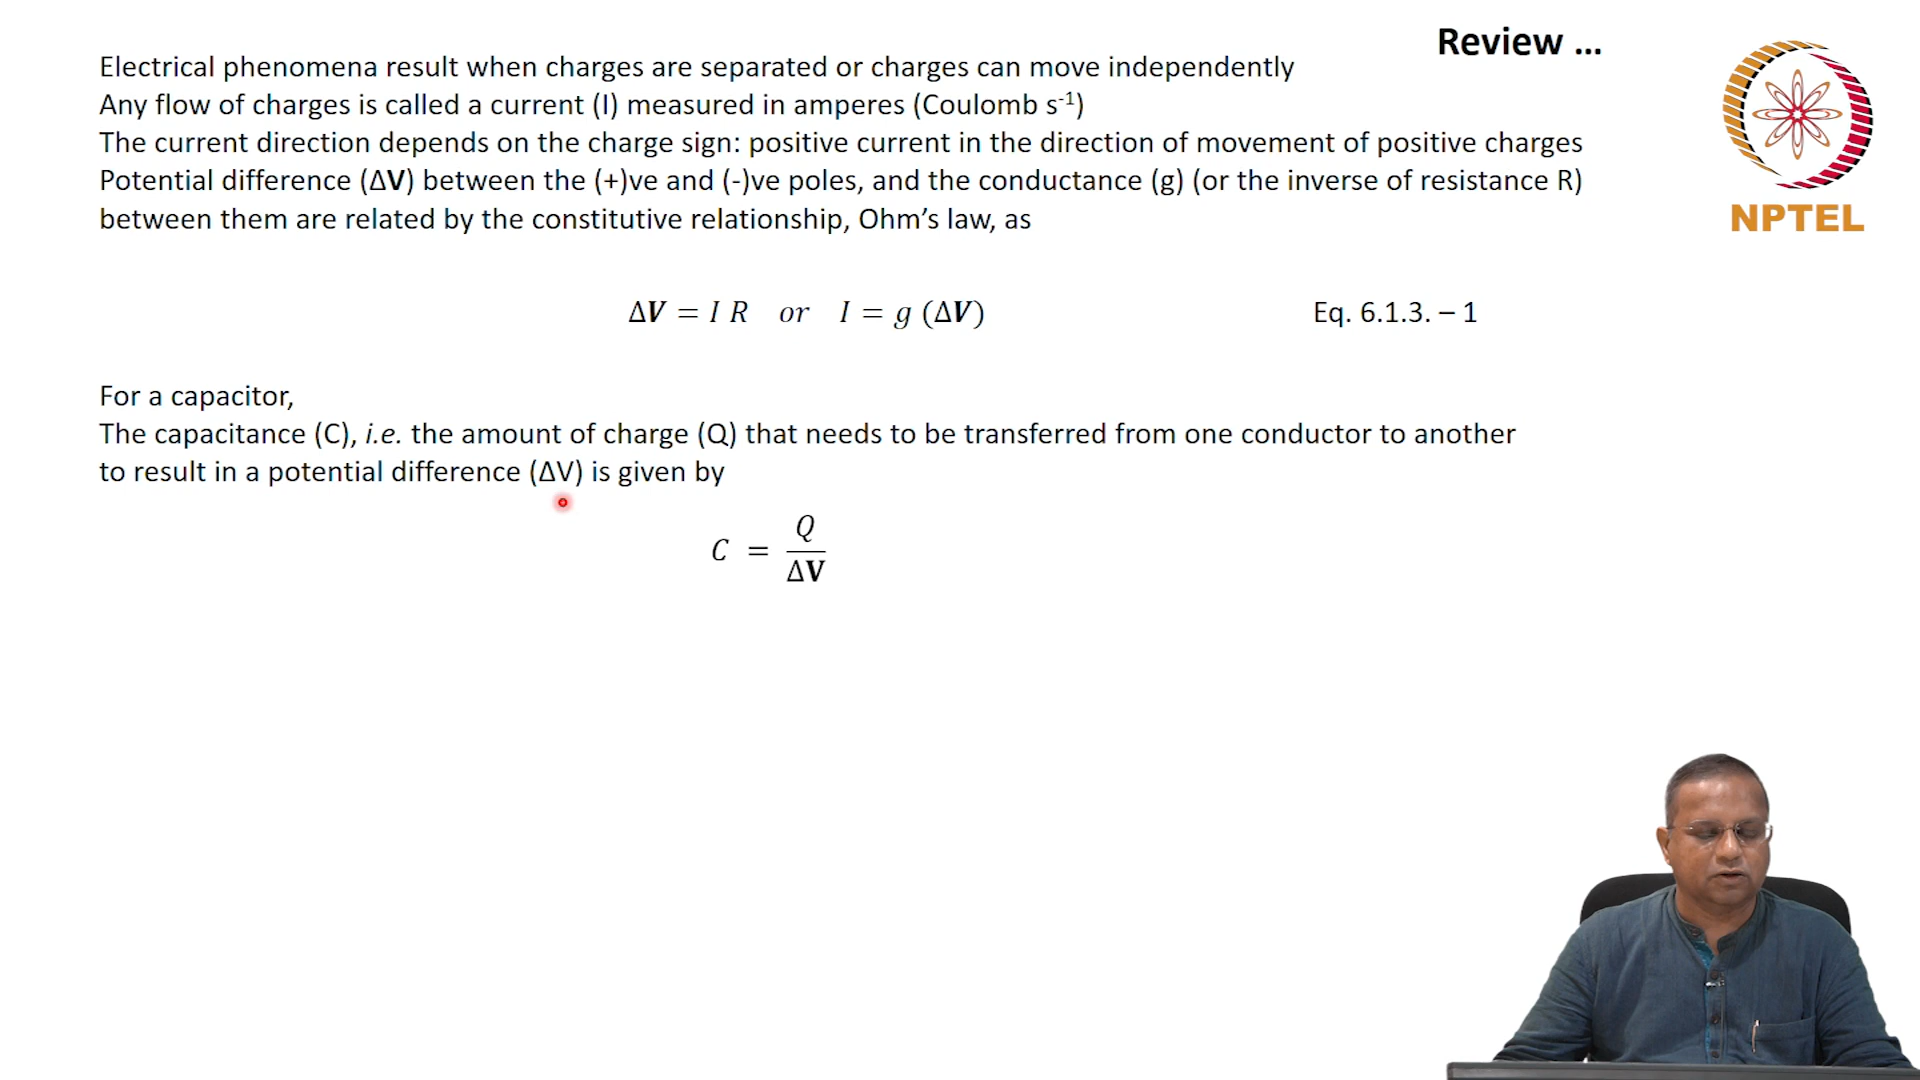 Review ...
Electrical phenomena result when charges are separated or charges can move independently
Any flow of charges is called a current (I) measured in amperes (Coulomb s⁻¹)
The current direction depends on the charge sign: positive current in the direction of movement of positive charges
Potential difference (ΔV) between the (+)ve and (-)ve poles, and the conductance (g) (or the inverse of resistance R)
between them are related by the constitutive relationship, Ohm’s law, as
ΔV = I R or I = g (ΔV) Eq. 6.1.3. – 1
For a capacitor,
The capacitance (C), i.e. the amount of charge (Q) that needs to be transferred from one conductor to another
to result in a potential difference (ΔV) is given by
C = Q / ΔV
NPTEL